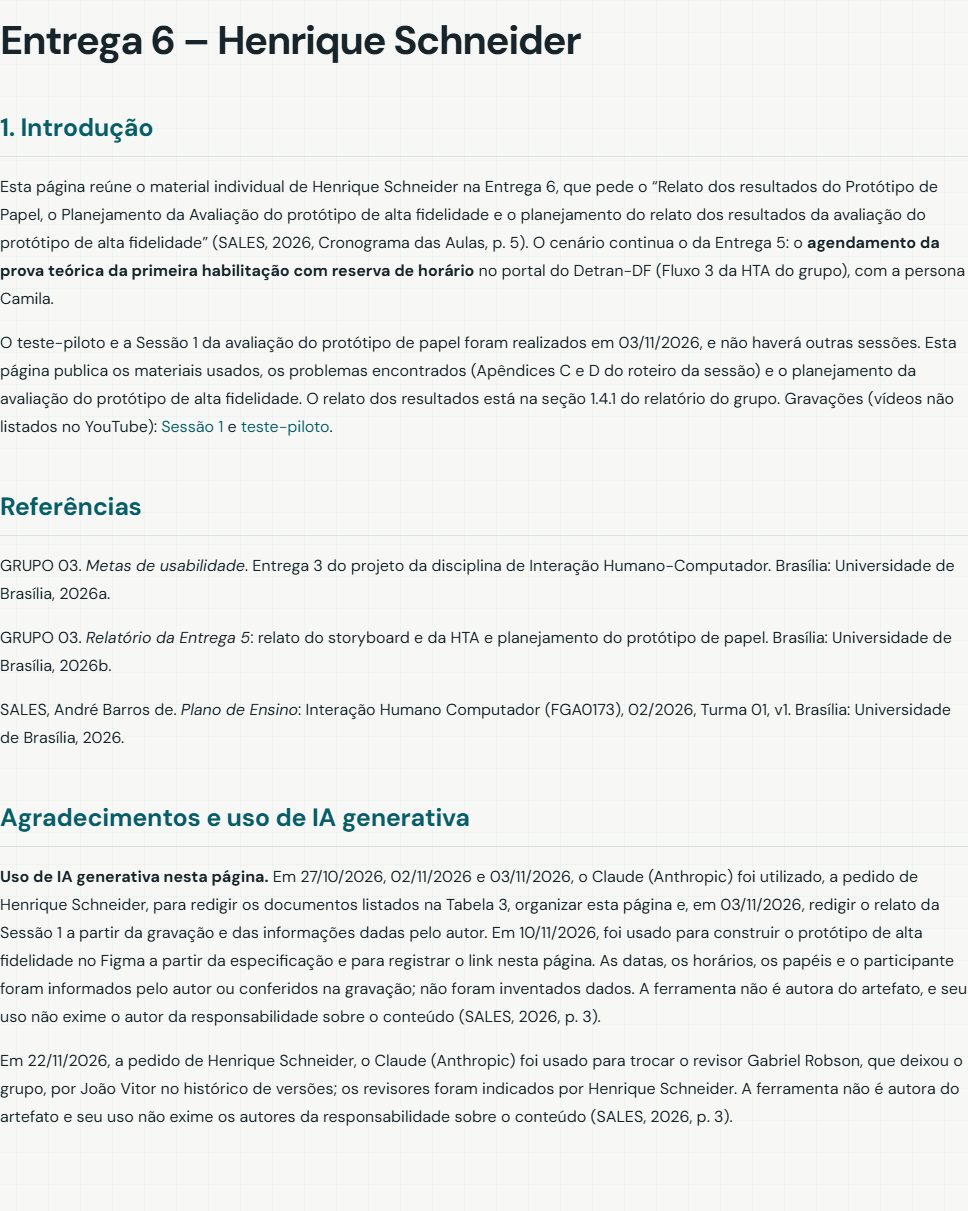 Entrega 6 – Henrique Schneider
1. Introdução
Esta página reúne o material individual de Henrique Schneider na Entrega 6, que pede o “Relato dos resultados do Protótipo de
Papel, o Planejamento da Avaliação do protótipo de alta fidelidade e o planejamento do relato dos resultados da avaliação do
protótipo de alta fidelidade” (SALES, 2026, Cronograma das Aulas, p. 5). O cenário continua o da Entrega 5: o agendamento da
prova teórica da primeira habilitação com reserva de horário no portal do Detran-DF (Fluxo 3 da HTA do grupo), com a persona
Camila.
O teste-piloto e a Sessão 1 da avaliação do protótipo de papel foram realizados em 03/11/2026, e não haverá outras sessões. Esta
página publica os materiais usados, os problemas encontrados (Apêndices C e D do roteiro da sessão) e o planejamento da
avaliação do protótipo de alta fidelidade. O relato dos resultados está na seção 1.4.1 do relatório do grupo. Gravações (vídeos não
listados no YouTube): Sessão 1 e teste-piloto.
Referências
GRUPO 03. Metas de usabilidade. Entrega 3 do projeto da disciplina de Interação Humano-Computador. Brasília: Universidade de
Brasília, 2026a.
GRUPO 03. Relatório da Entrega 5: relato do storyboard e da HTA e planejamento do protótipo de papel. Brasília: Universidade de
Brasília, 2026b.
SALES, André Barros de. Plano de Ensino: Interação Humano Computador (FGA0173), 02/2026, Turma 01, v1. Brasília: Universidade
de Brasília, 2026.
Agradecimentos e uso de IA generativa
Uso de IA generativa nesta página. Em 27/10/2026, 02/11/2026 e 03/11/2026, o Claude (Anthropic) foi utilizado, a pedido de
Henrique Schneider, para redigir os documentos listados na Tabela 3, organizar esta página e, em 03/11/2026, redigir o relato da
Sessão 1 a partir da gravação e das informações dadas pelo autor. Em 10/11/2026, foi usado para construir o protótipo de alta
fidelidade no Figma a partir da especificação e para registrar o link nesta página. As datas, os horários, os papéis e o participante
foram informados pelo autor ou conferidos na gravação; não foram inventados dados. A ferramenta não é autora do artefato, e seu
uso não exime o autor da responsabilidade sobre o conteúdo (SALES, 2026, p. 3).
Em 22/11/2026, a pedido de Henrique Schneider, o Claude (Anthropic) foi usado para trocar o revisor Gabriel Robson, que deixou o
grupo, por João Vitor no histórico de versões; os revisores foram indicados por Henrique Schneider. A ferramenta não é autora do
artefato e seu uso não exime os autores da responsabilidade sobre o conteúdo (SALES, 2026, p. 3).